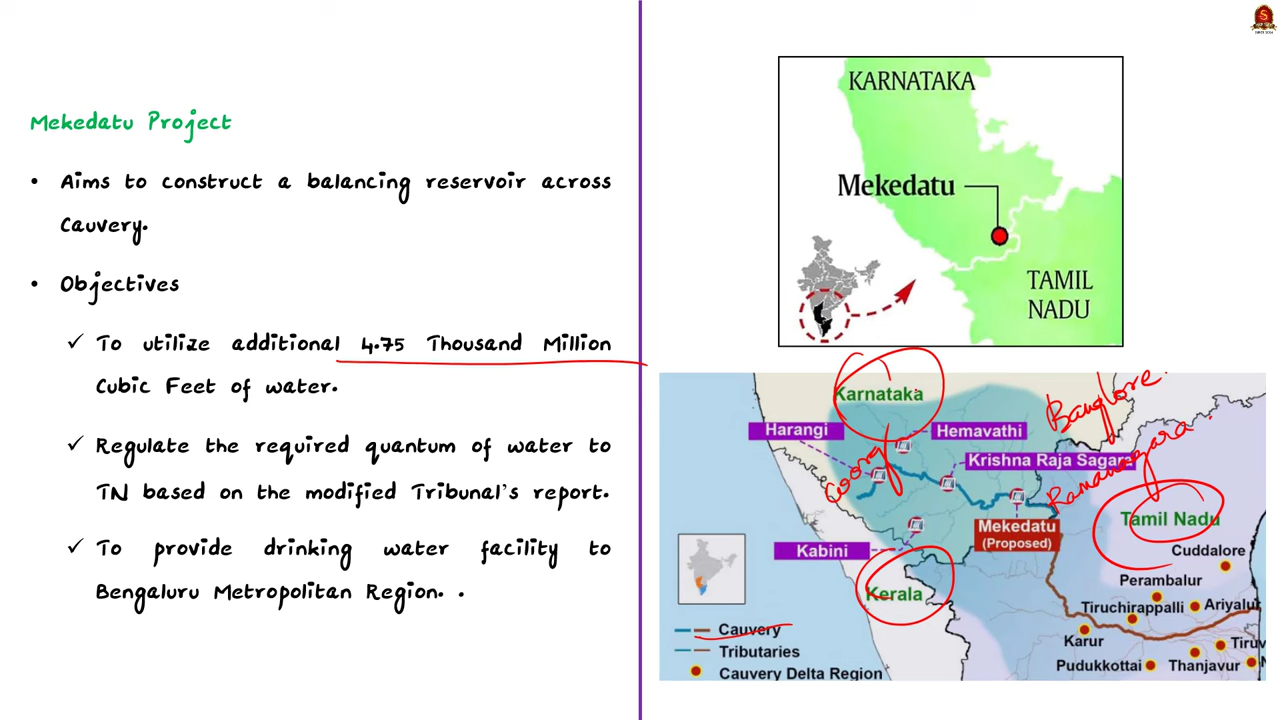 Mekedatu Project
• Aims to construct a balancing reservoir across
Cauvery.
• Objectives
✓ To utilize additional 4.75 Thousand Million
Cubic Feet of water.
✓ Regulate the required quantum of water to
TN based on the modified Tribunal's report.
✓ To provide drinking water facility to
Bengaluru Metropolitan Region. .
KARNATAKA
Mekedatu
TAMIL
NADU
Karnataka
Banglore.
Harangi
Hemavathi
Coorg
Krishna Raja Sagara
Ramanagara.
Mekedatu
(Proposed)
Tamil Nadu
Kabini
Cuddalore
Kerala
Perambalur
Tiruchirappalli
Ariyalur
Cauvery
Karur
Tiruv
Tributaries
Pudukkottai
Thanjavur
N
Cauvery Delta Region